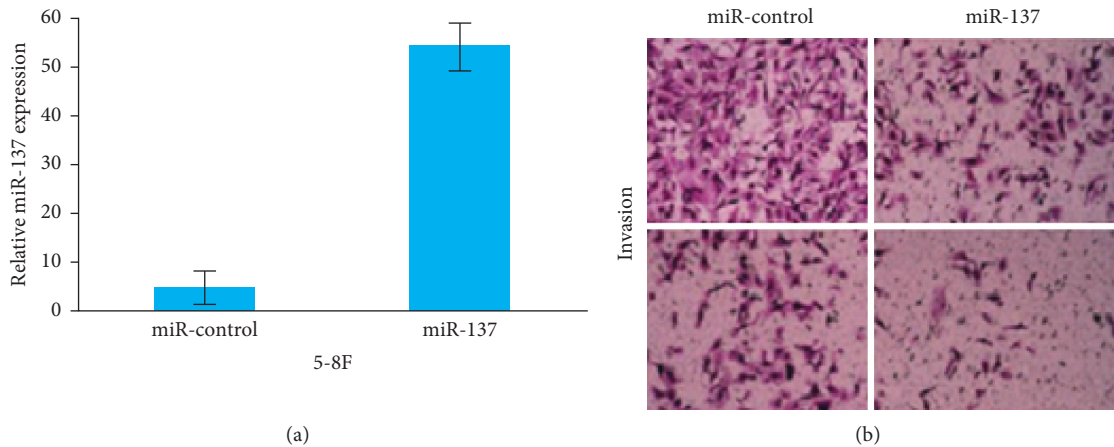 60
50
40
30
20
10
0
Relative miR-137 expression
miR-control
miR-137
5-8F
(a)
miR-control
miR-137
Invasion
(b)